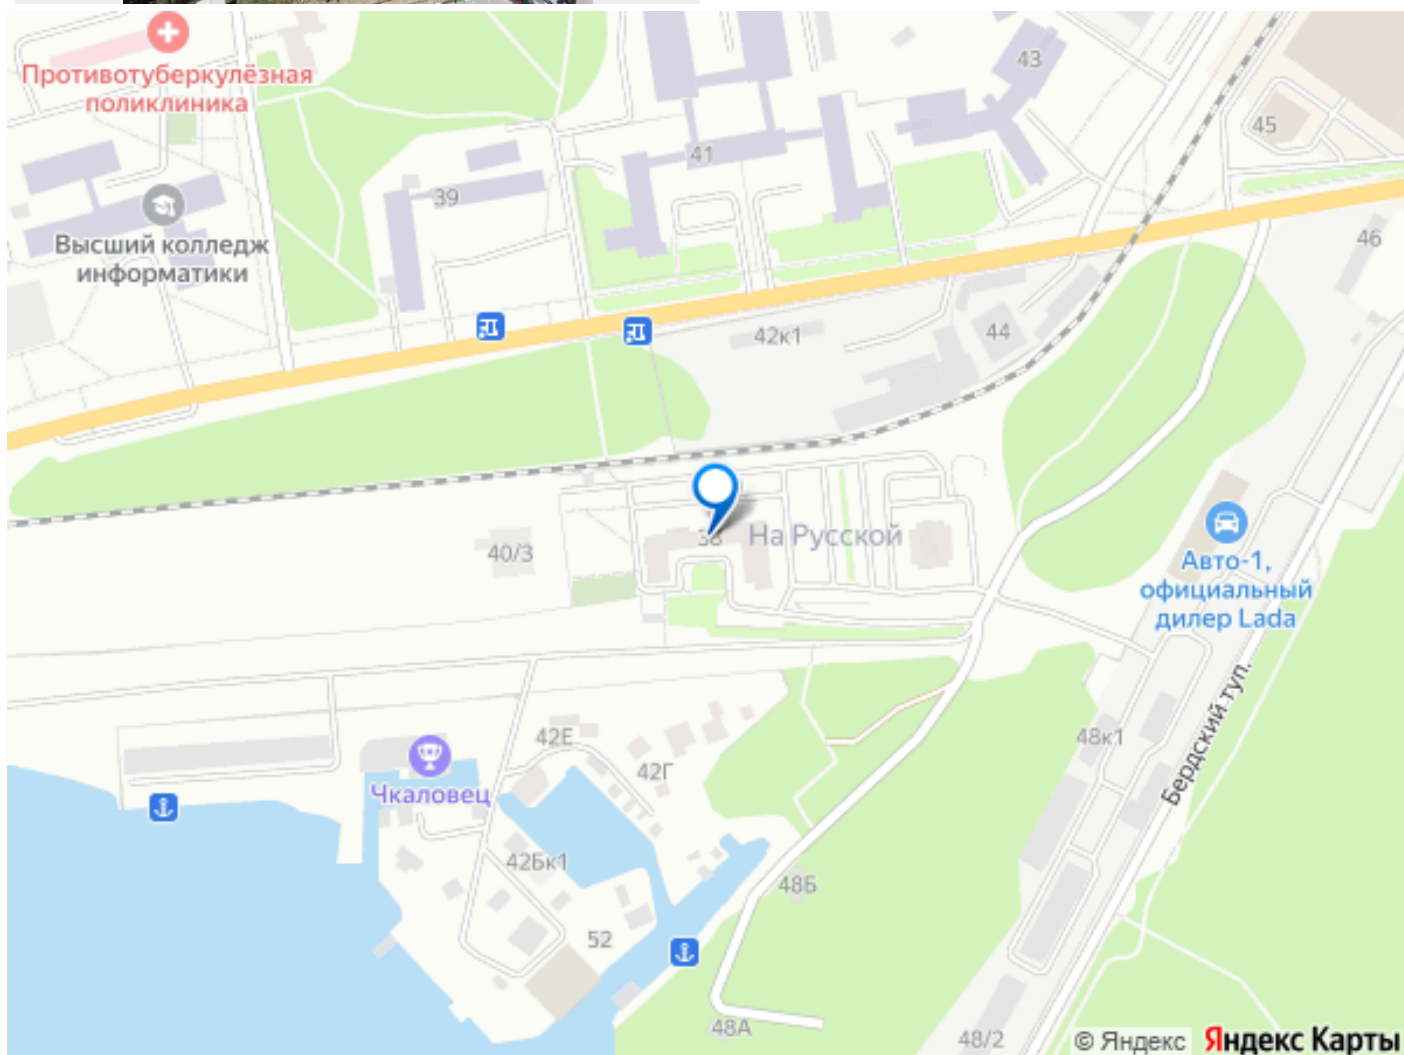 Противотуберкулёзная
поликлиника
43
45
41
39
Высший колледж
информатики
46
42к1
44
38
На Русской
40/3
Авто-1,
официальный
дилер Lada
Бердский туп.
42Е
48к1
42Г
Чкаловец
42Бк1
48Б
52
48А
48/2
© Яндекс Яндекс Карты